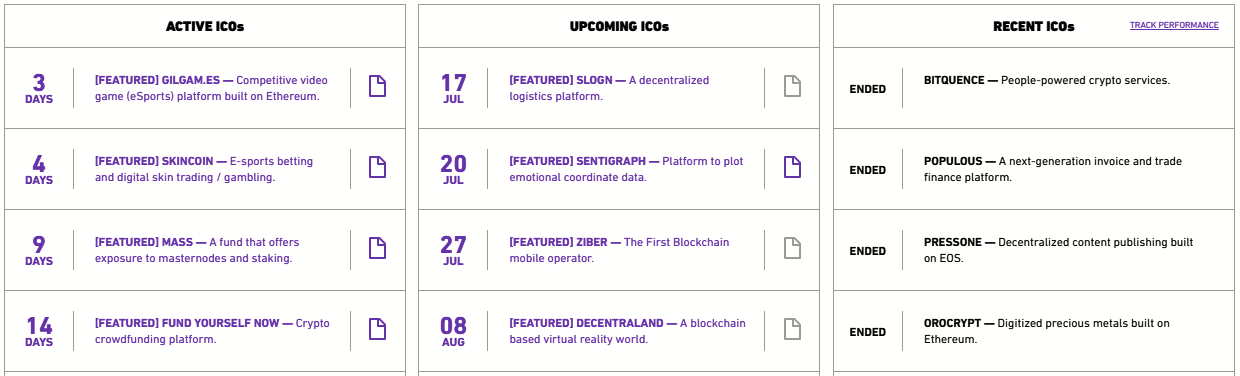 ACTIVE ICOs
3
DAYS
[FEATURED] GILGAM.ES — Competitive video
game (eSports) platform built on Ethereum.
4
DAYS
[FEATURED] SKINCOIN — E-sports betting
and digital skin trading / gambling.
9
DAYS
[FEATURED] MASS — A fund that offers
exposure to masternodes and staking.
14
DAYS
[FEATURED] FUND YOURSELF NOW — Crypto
crowdfunding platform.
UPCOMING ICOs
17
JUL
[FEATURED] SLOGN — A decentralized
logistics platform.
20
JUL
[FEATURED] SENTIGRAPH — Platform to plot
emotional coordinate data.
27
JUL
[FEATURED] ZIBER — The First Blockchain
mobile operator.
08
AUG
[FEATURED] DECENTRALAND — A blockchain
based virtual reality world.
RECENT ICOs
TRACK PERFORMANCE
ENDED
BITQUENCE — People-powered crypto services.
ENDED
POPULOUS — A next-generation invoice and trade
finance platform.
ENDED
PRESSONE — Decentralized content publishing built
on EOS.
ENDED
OROCRYPT — Digitized precious metals built on
Ethereum.